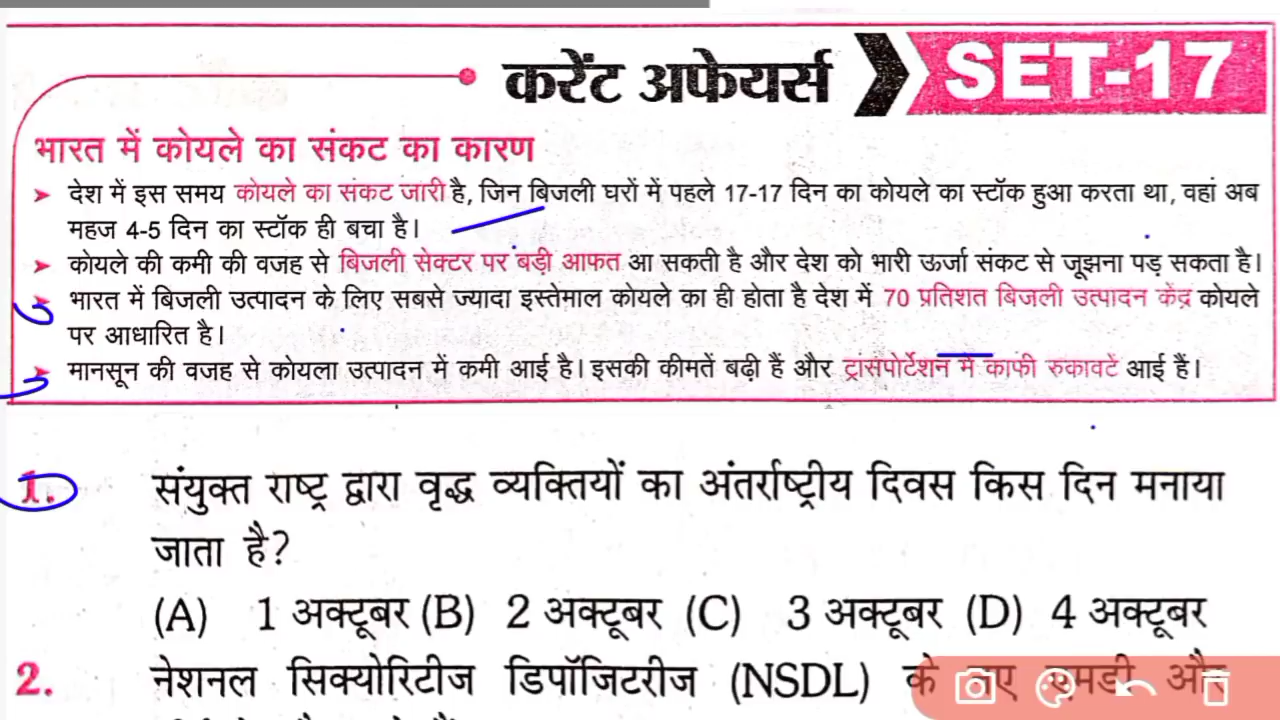 करेंट अफेयर्स
SET-17
भारत में कोयले का संकट का कारण
देश में इस समय कोयले का संकट जारी है, जिन बिजली घरों में पहले 17-17 दिन का कोयले का स्टॉक हुआ करता था, वहां अब
महज 4-5 दिन का स्टॉक ही बचा है।
कोयले की कमी की वजह से बिजली सेक्टर पर बड़ी आफत आ सकती है और देश को भारी ऊर्जा संकट से जूझना पड़ सकता है।
भारत में बिजली उत्पादन के लिए सबसे ज्यादा इस्तेमाल कोयले का ही होता है देश में 70 प्रतिशत बिजली उत्पादन केंद्र कोयले
पर आधारित है।
मानसून की वजह से कोयला उत्पादन में कमी आई है। इसकी कीमतें बढ़ी हैं और ट्रांसपोर्टेशन में काफी रुकावटें आई हैं।
1. संयुक्त राष्ट्र द्वारा वृद्ध व्यक्तियों का अंतर्राष्ट्रीय दिवस किस दिन मनाया
जाता है?
(A) 1 अक्टूबर (B) 2 अक्टूबर (C) 3 अक्टूबर (D) 4 अक्टूबर
2. नेशनल सिक्योरिटीज डिपॉजिटरीज (NSDL) के नए एमडी और